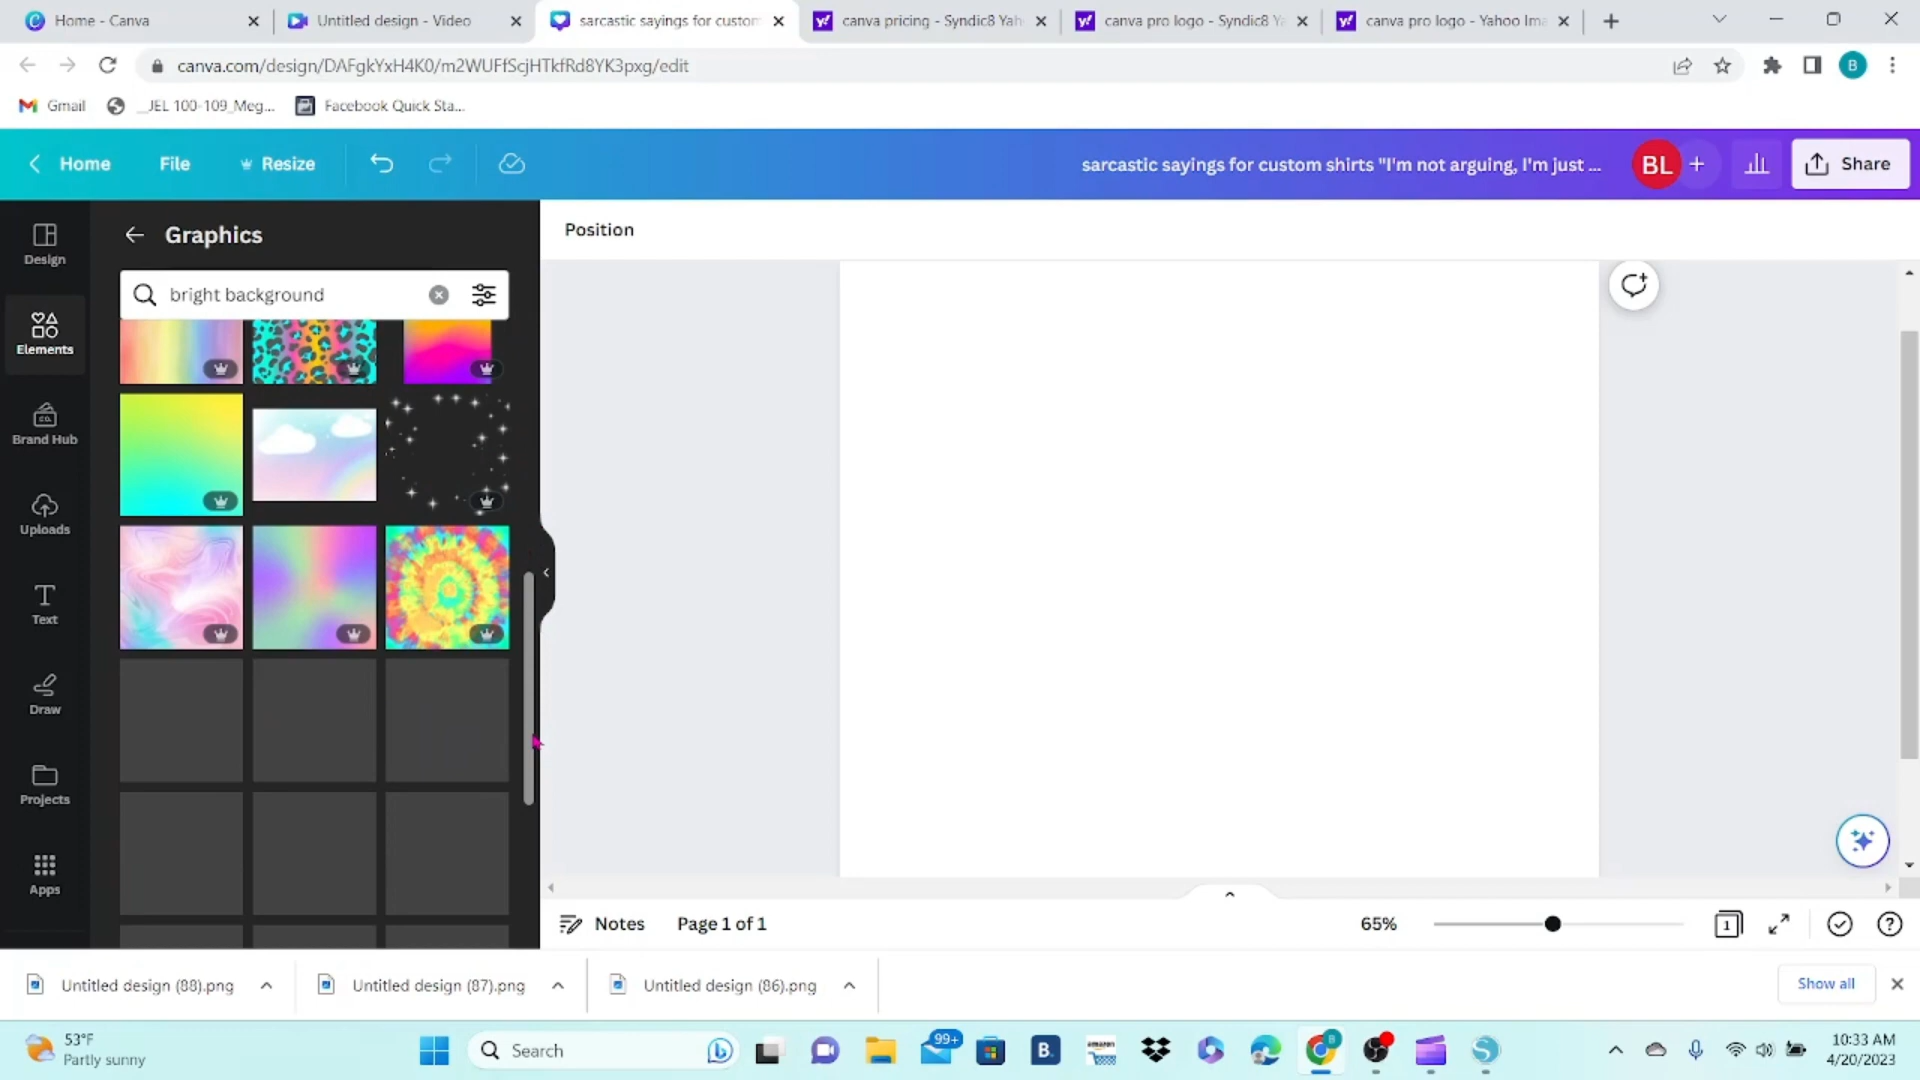 Home - Canva
Untitled design - Video
sarcastic sayings for custom
canva pricing - Syndic8 Yah
canva pro logo - Syndic8 Ya
canva pro logo - Yahoo Ima
canva.com/design/DAFgkYxH4K0/m2WUFfScjHTkfRd8YK3pxg/edit
B
Gmail
_JEL 100-109_Meg...
Facebook Quick Sta...
Home
File
Resize
sarcastic sayings for custom shirts "I'm not arguing, I'm just ...
BL
Share
Design
Elements
Brand Hub
Uploads
Text
Draw
Projects
Apps
Graphics
bright background
Position
Notes
Page 1 of 1
65%
1
Untitled design (88).png
Untitled design (87).png
Untitled design (86).png
Show all
53°F
Partly sunny
Search
99+
B.
amazon
10:33 AM
4/20/2023